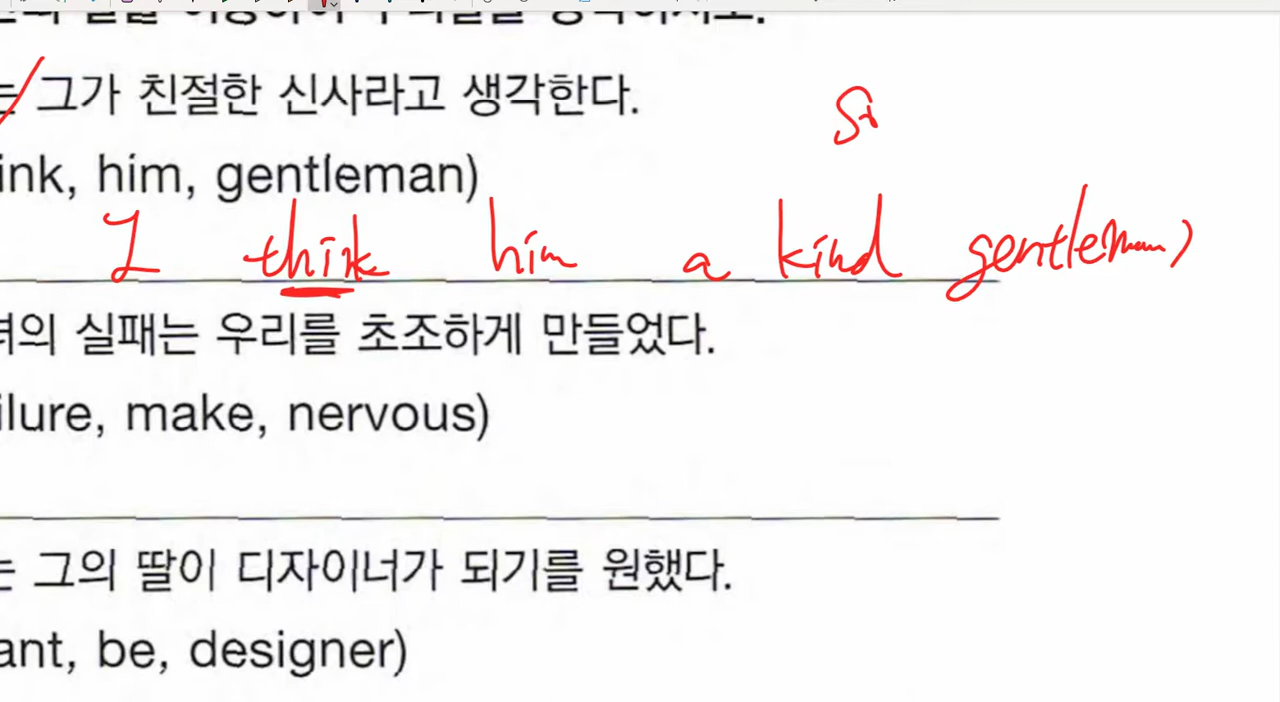 그가 친절한 신사라고 생각한다.
ink, him, gentleman)
I think him a kind gentleman)
의 실패는 우리를 초조하게 만들었다.
ilure, make, nervous)
는 그의 딸이 디자이너가 되기를 원했다.
ant, be, designer)